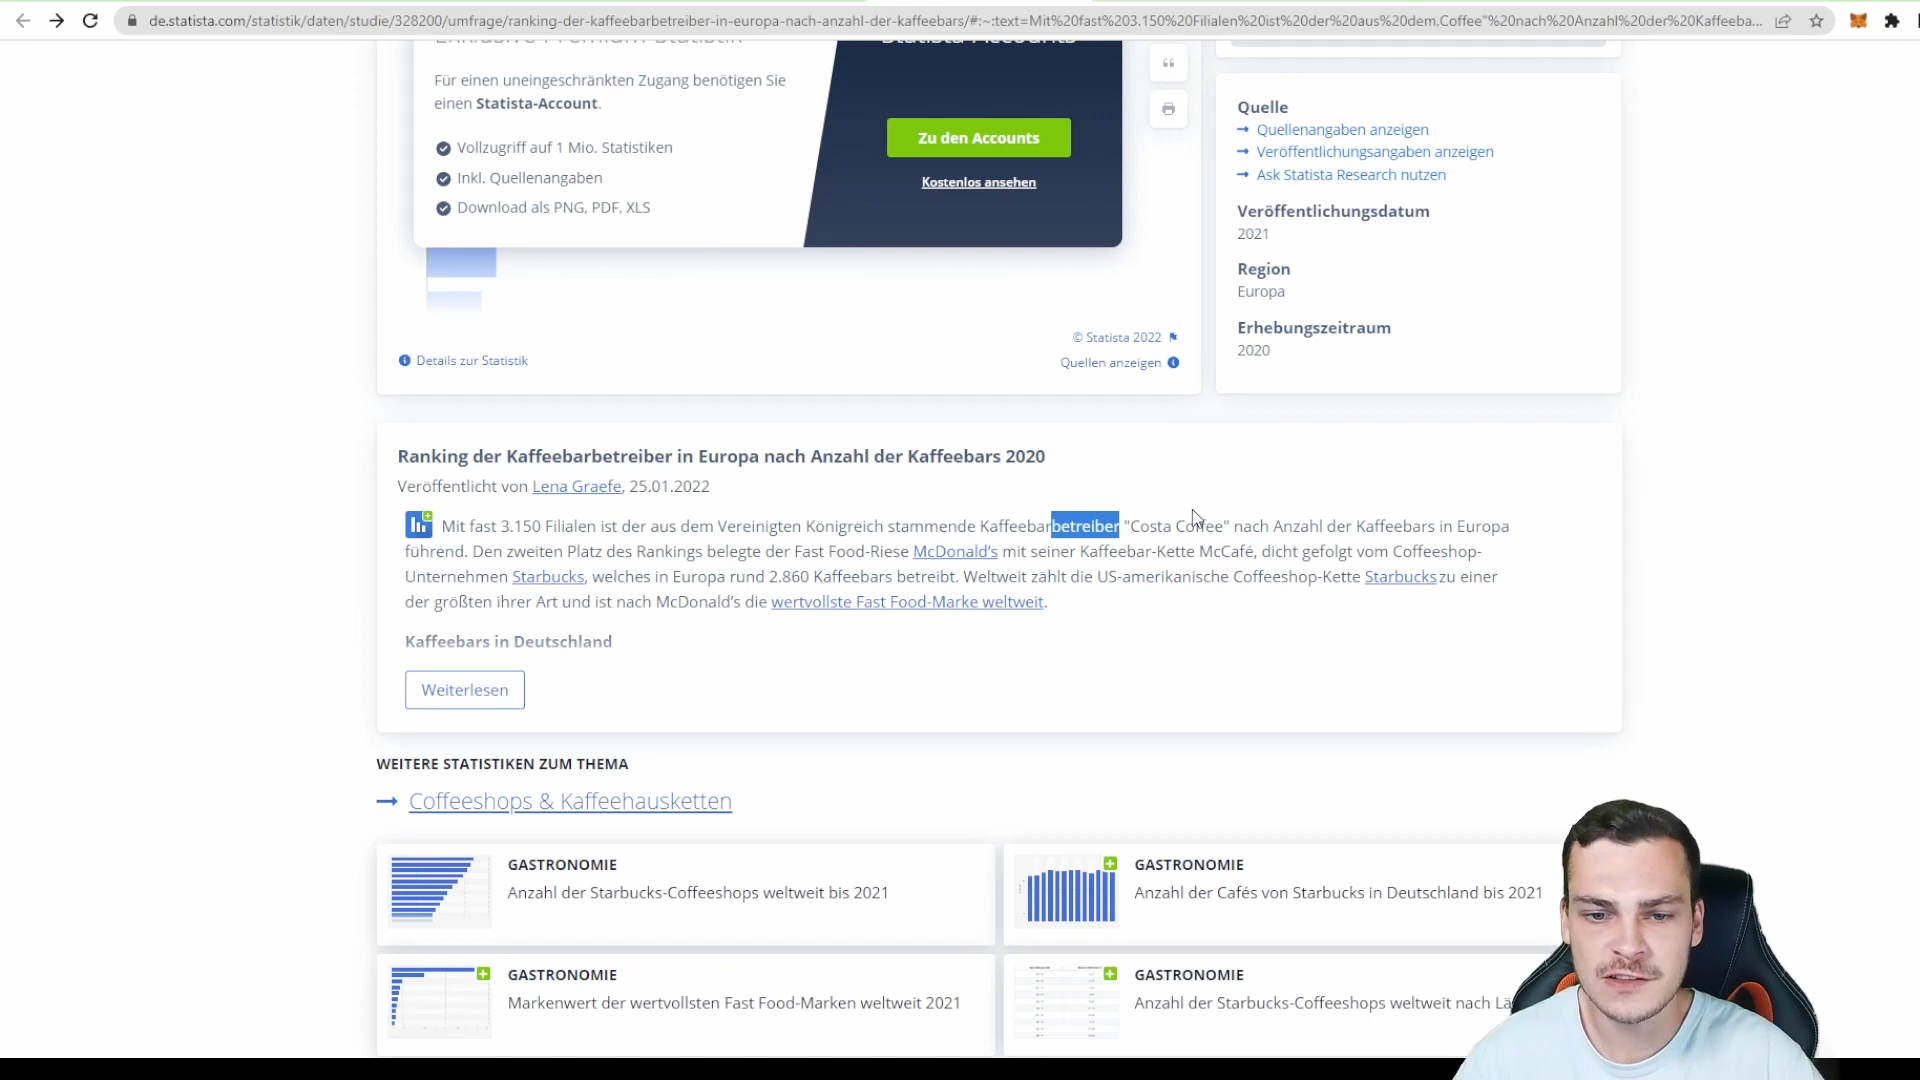 de.statista.com/statistik/daten/studie/328200/umfrage/ranking-der-kaffeebarbetreiber-in-europa-nach-anzahl-der-kaffeebars/#:~:text=Mit%20fast%203.150%20Filialen%20ist%20der%20aus%20dem,Coffee"%20nach%20Anzahl%20der%20Kaffeeba...
Exklusive Premium-Statistik
Für einen uneingeschränkten Zugang benötigen Sie
einen Statista-Account.
Vollzugriff auf 1 Mio. Statistiken
Inkl. Quellenangaben
Download als PNG, PDF, XLS
Statista Accounts
Zu den Accounts
Kostenlos ansehen
© Statista 2022
Details zur Statistik
Quellen anzeigen
Quelle
→ Quellenangaben anzeigen
→ Veröffentlichungsangaben anzeigen
→ Ask Statista Research nutzen
Veröffentlichungsdatum
2021
Region
Europa
Erhebungszeitraum
2020
Ranking der Kaffeebarbetreiber in Europa nach Anzahl der Kaffeebars 2020
Veröffentlicht von Lena Graefe, 25.01.2022
Mit fast 3.150 Filialen ist der aus dem Vereinigten Königreich stammende Kaffeebarbetreiber "Costa Coffee" nach Anzahl der Kaffeebars in Europa
führend. Den zweiten Platz des Rankings belegte der Fast Food-Riese McDonald's mit seiner Kaffeebar-Kette McCafé, dicht gefolgt vom Coffeeshop-
Unternehmen Starbucks, welches in Europa rund 2.860 Kaffeebars betreibt. Weltweit zählt die US-amerikanische Coffeeshop-Kette Starbucks zu einer
der größten ihrer Art und ist nach McDonald's die wertvollste Fast Food-Marke weltweit.
Kaffeebars in Deutschland
Weiterlesen
WEITERE STATISTIKEN ZUM THEMA
→ Coffeeshops & Kaffeehausketten
GASTRONOMIE
Anzahl der Starbucks-Coffeeshops weltweit bis 2021
GASTRONOMIE
Anzahl der Cafés von Starbucks in Deutschland bis 2021
GASTRONOMIE
Markenwert der wertvollsten Fast Food-Marken weltweit 2021
GASTRONOMIE
Anzahl der Starbucks-Coffeeshops weltweit nach Lä